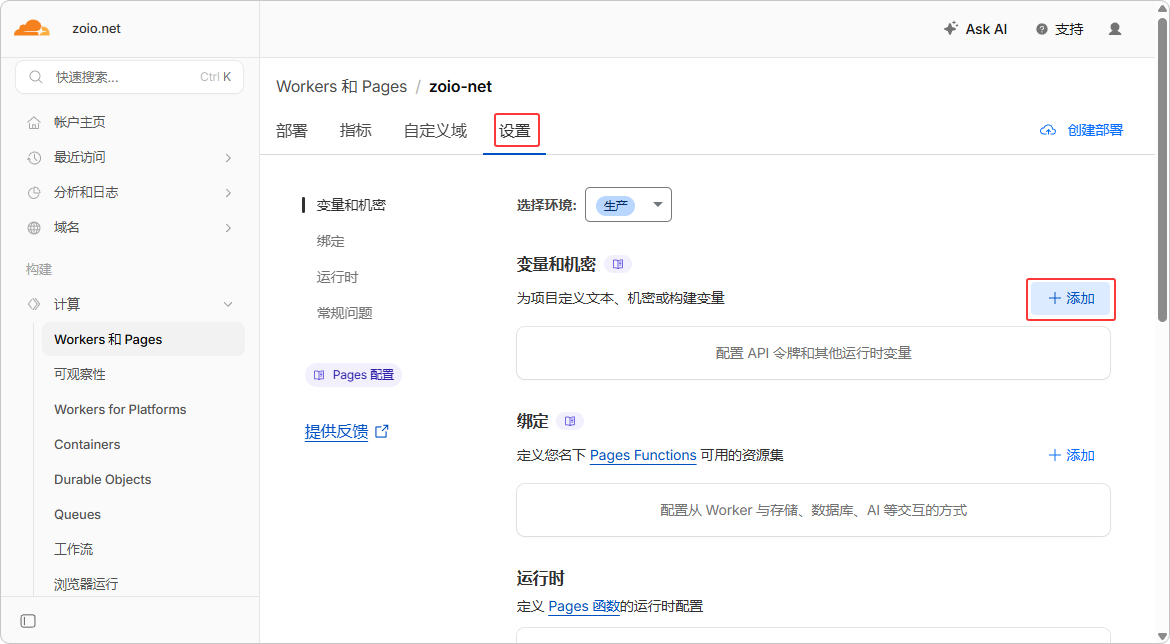 zoio.net
Ask AI
支持
快速搜索... Ctrl K
帐户主页
最近访问
分析和日志
域名
构建
计算
Workers 和 Pages
可观察性
Workers for Platforms
Containers
Durable Objects
Queues
工作流
浏览器运行
Workers 和 Pages / zoio-net
部署 指标 自定义域 设置
创建部署
变量和机密
绑定
运行时
常规问题
Pages 配置
提供反馈
选择环境: 生产
变量和机密
为项目定义文本、机密或构建变量
添加
配置 API 令牌和其他运行时变量
绑定
定义您名下 Pages Functions 可用的资源集
添加
配置从 Worker 与存储、数据库、AI 等交互的方式
运行时
定义 Pages 函数的运行时配置